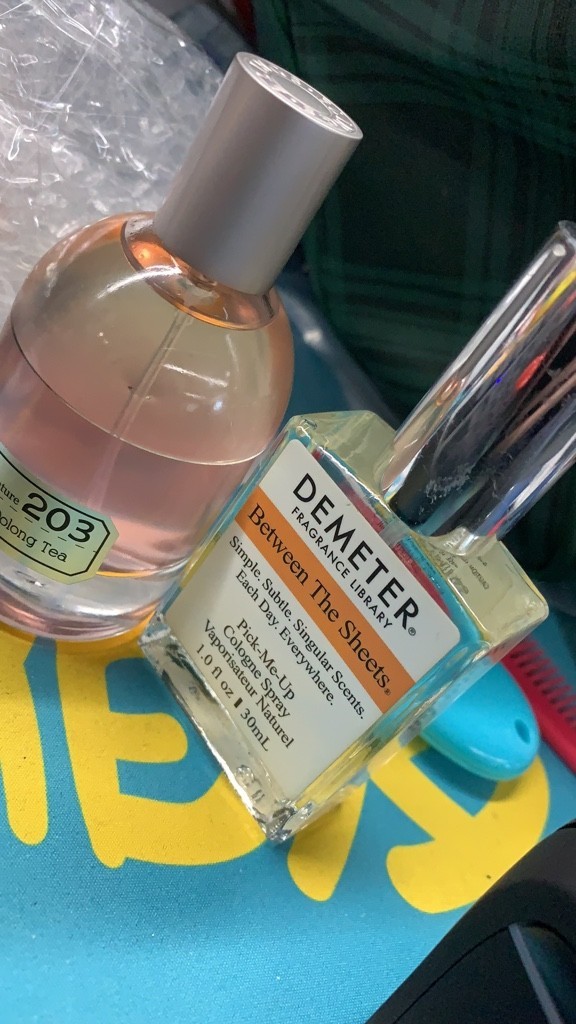 203
Oolong Tea
DEMETER®
FRAGRANCE LIBRARY
Between The Sheets®
Simple. Subtle. Singular Scents.
Each Day. Everywhere.
Pick-Me-Up
Cologne Spray
Vaporisateur Naturel
1.0 fl oz | 30mL